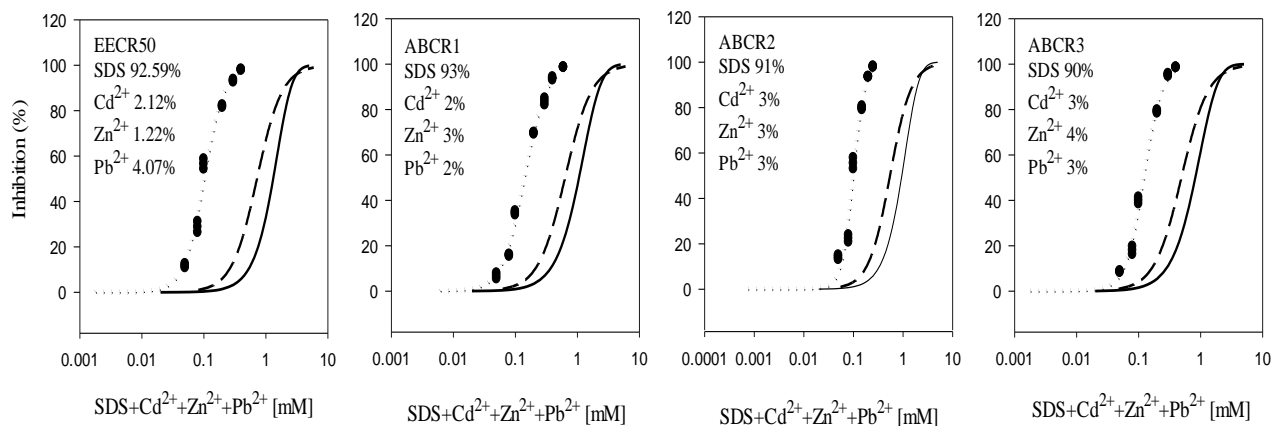 Inhibition (%)
120
100
80
60
40
20
0
EECR50
SDS 92.59%
Cd²⁺ 2.12%
Zn²⁺ 1.22%
Pb²⁺ 4.07%
0.001 0.01 0.1 1 10
SDS+Cd²⁺+Zn²⁺+Pb²⁺ [mM]
120
100
80
60
40
20
0
ABCR1
SDS 93%
Cd²⁺ 2%
Zn²⁺ 3%
Pb²⁺ 2%
0.001 0.01 0.1 1 10
SDS+Cd²⁺+Zn²⁺+Pb²⁺ [mM]
120
100
80
60
40
20
0
ABCR2
SDS 91%
Cd²⁺ 3%
Zn²⁺ 3%
Pb²⁺ 3%
0.0001 0.001 0.01 0.1 1 10
SDS+Cd²⁺+Zn²⁺+Pb²⁺ [mM]
120
100
80
60
40
20
0
ABCR3
SDS 90%
Cd²⁺ 3%
Zn²⁺ 4%
Pb²⁺ 3%
0.001 0.01 0.1 1 10
SDS+Cd²⁺+Zn²⁺+Pb²⁺ [mM]